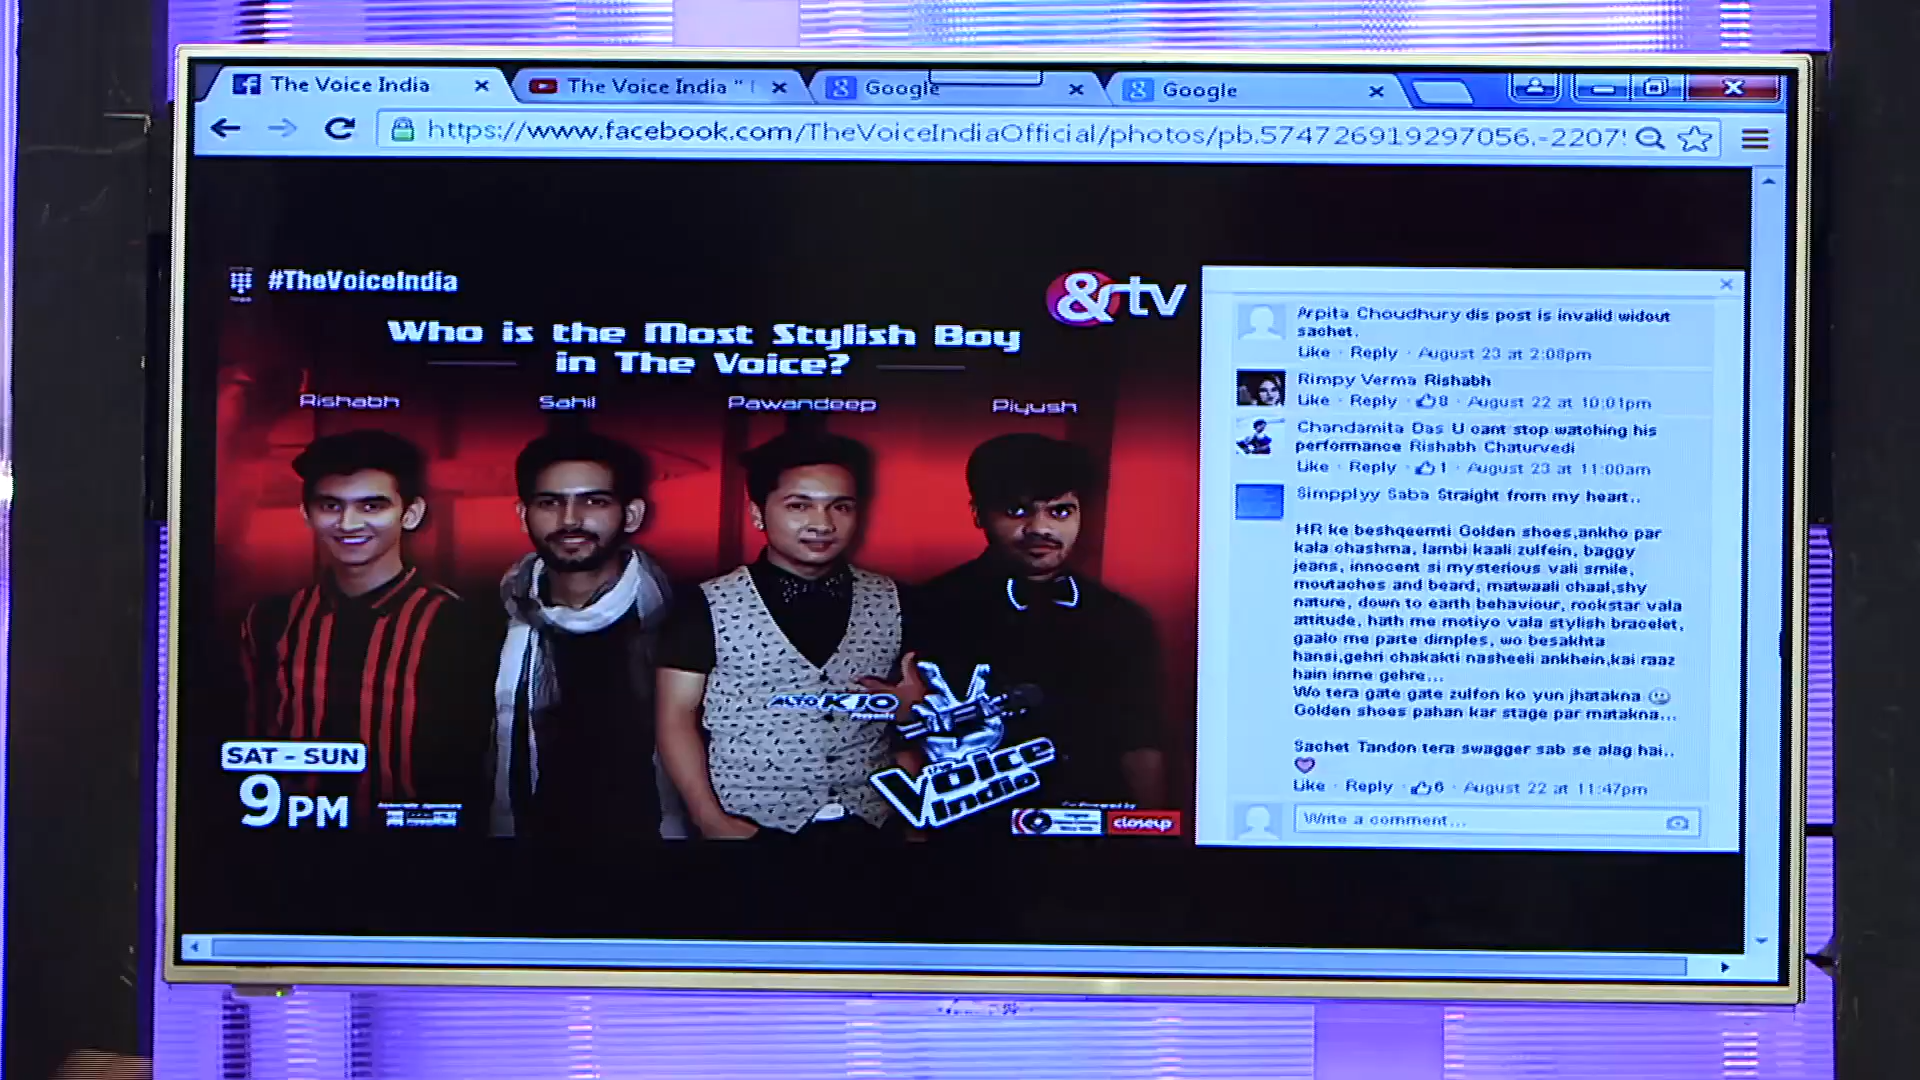 The Voice India
The Voice India "
Google
Google
https://www.facebook.com/TheVoiceIndiaOfficial/photos/pb.574726919297056.-2207
#TheVoiceIndia
&tv
Who is the Most Stylish Boy
in The Voice?
Rishabh
Sahil
Pawandeep
Piyush
ALTO K10
Presents
The
Voice
India
SAT - SUN
9PM
Co-Powered by
closeup
Arpita Choudhury dis post is invalid widout
sachet.
Like · Reply · August 23 at 2:08pm
Rimpy Verma Rishabh
Like · Reply · 8 · August 22 at 10:01pm
Chandamita Das U cant stop watching his
performance Rishabh Chaturvedi
Like · Reply · 1 · August 23 at 11:00am
Simpplyy Saba Straight from my heart..
HR ke beshqeemti Golden shoes,ankho par
kala chashma, lambi kaali zulfein, baggy
jeans, innocent si mysterious vali smile,
moutaches and beard, matwaali chaal,shy
nature, down to earth behaviour, rockstar vala
attitude, hath me motiyo vala stylish bracelet,
gaalo me parte dimples, wo besakhta
hansi,gehri chakakti nasheeli ankhein,kai raaz
hain inme gehre...
Wo tera gate gate zulfon ko yun jhatakna
Golden shoes pahan kar stage par matakna...
Sachet Tandon tera swagger sab se alag hai..
Like · Reply · 6 · August 22 at 11:47pm
Write a comment...